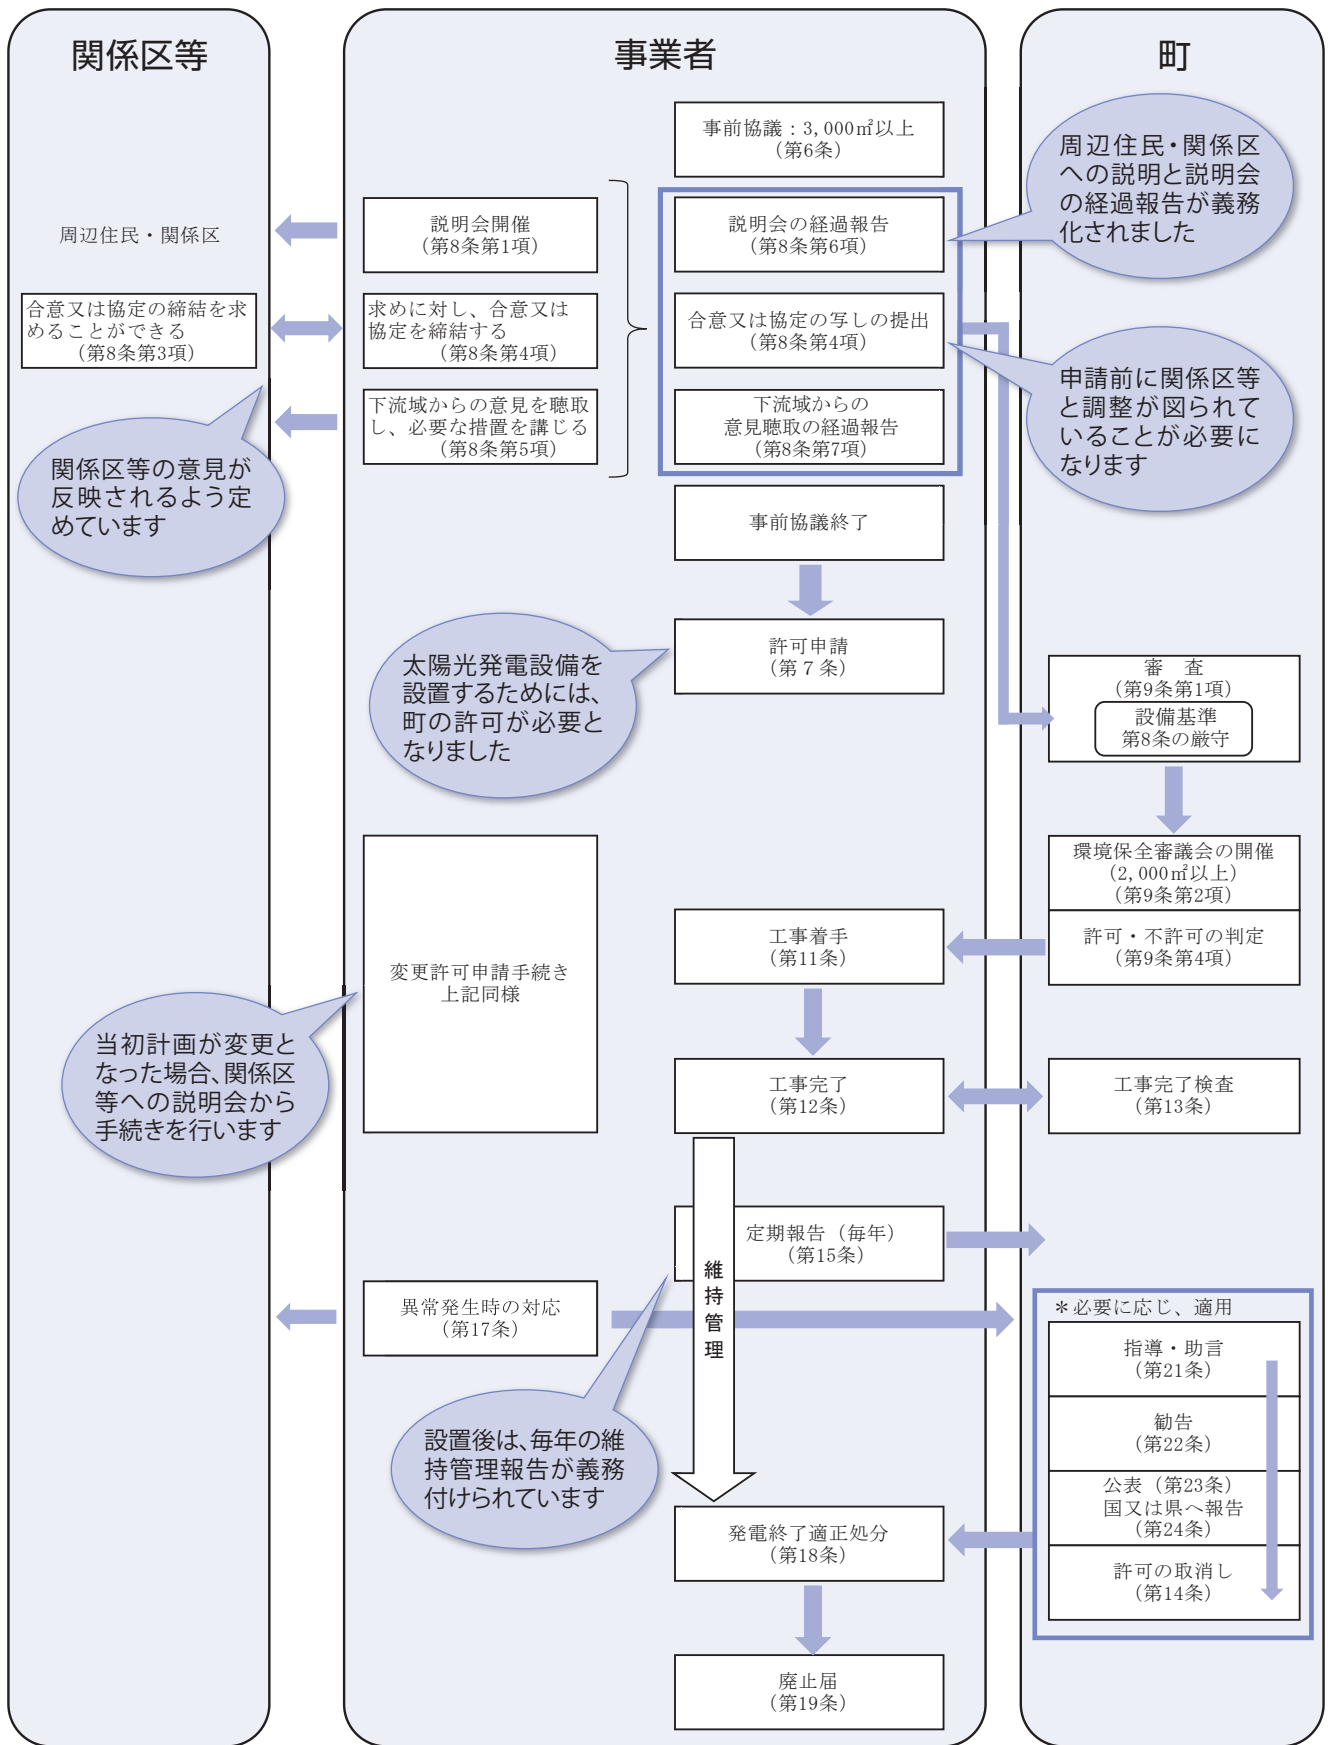 関係区等
事業者
町
事前協議：3,000㎡以上
（第6条）
周辺住民・関係区
への説明と説明会
の経過報告が義務
化されました
周辺住民・関係区
説明会開催
（第8条第1項）
説明会の経過報告
（第8条第6項）
合意又は協定の締結を求
めることができる
（第8条第3項）
求めに対し、合意又は
協定を締結する
（第8条第4項）
合意又は協定の写しの提出
（第8条第4項）
申請前に関係区等
と調整が図られて
いることが必要に
なります
下流域からの意見を聴取
し、必要な措置を講じる
（第8条第5項）
下流域からの
意見聴取の経過報告
（第8条第7項）
関係区等の意見が
反映されるよう定
めています
事前協議終了
許可申請
（第７条）
太陽光発電設備を
設置するためには、
町の許可が必要と
なりました
審　査
（第9条第1項）
設備基準
第8条の厳守
環境保全審議会の開催
（2,000㎡以上）
（第9条第2項）
許可・不許可の判定
（第9条第4項）
工事着手
（第11条）
変更許可申請手続き
上記同様
当初計画が変更と
なった場合、関係区
等への説明会から
手続きを行います
工事完了
（第12条）
工事完了検査
（第13条）
定期報告（毎年）
（第15条）
維持管理
異常発生時の対応
（第17条）
＊必要に応じ、適用
指導・助言
（第21条）
勧告
（第22条）
公表（第23条）
国又は県へ報告
（第24条）
許可の取消し
（第14条）
設置後は、毎年の維
持管理報告が義務
付けられています
発電終了適正処分
（第18条）
廃止届
（第19条）